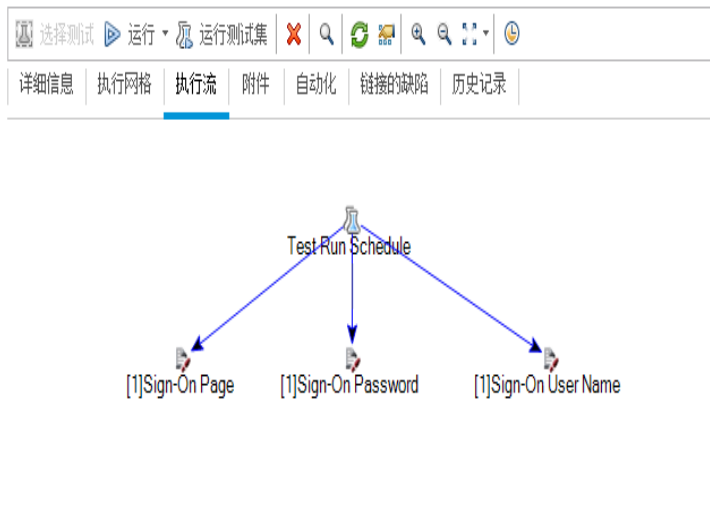 选择测试 运行 运行测试集
详细信息 执行网格 执行流 附件 自动化 链接的缺陷 历史记录
Test Run Schedule
[1]Sign-On Page [1]Sign-On Password [1]Sign-On User Name